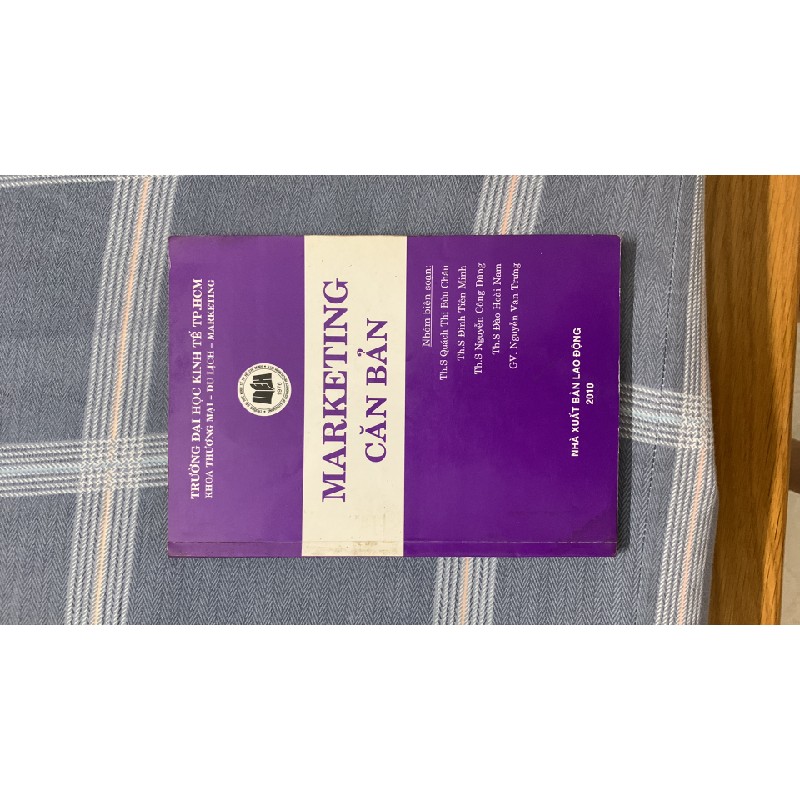 TRƯỜNG ĐẠI HỌC KINH TẾ TP.HCM
KHOA THƯƠNG MẠI - DU LỊCH - MARKETING
1976
MARKETING
CĂN BẢN
Nhóm biên soạn:
Th.S Quách Thị Bửu Châu
Th.S Đinh Tiên Minh
Th.S Nguyễn Công Dũng
Th.S Đào Hoài Nam
GV. Nguyễn Văn Trưng
NHÀ XUẤT BẢN LAO ĐỘNG
2010